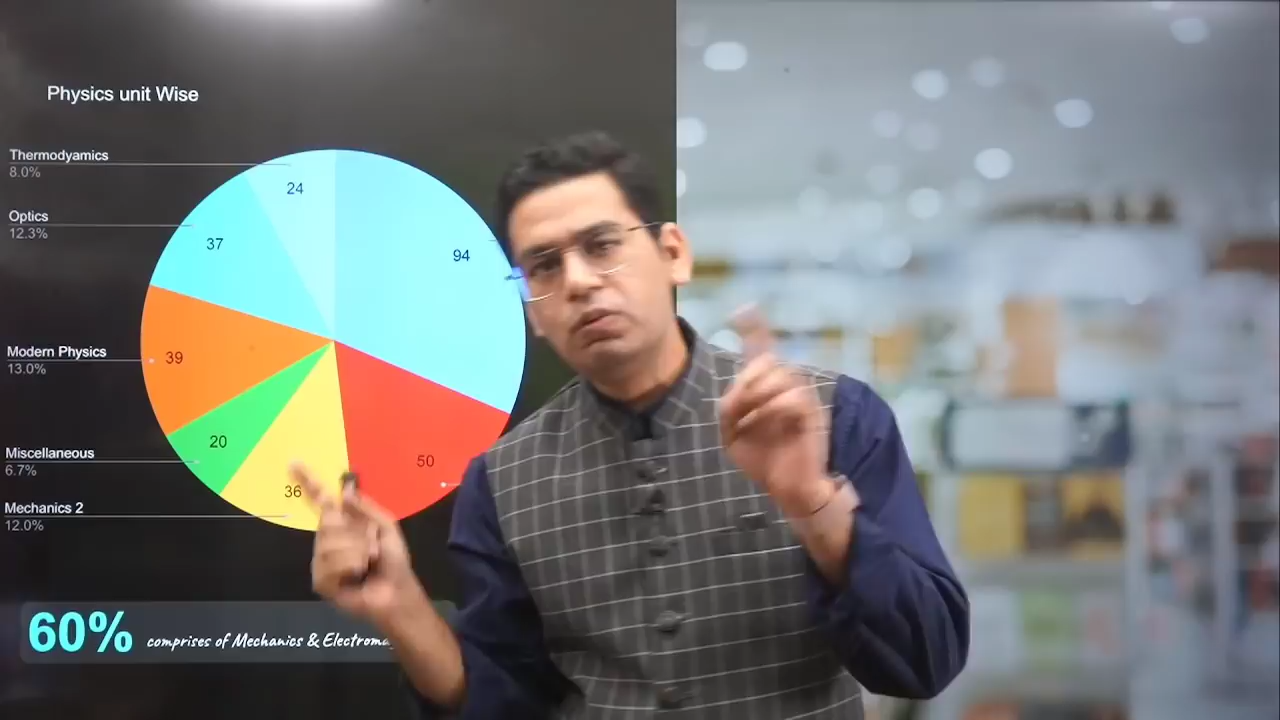 Physics unit Wise
Thermodyamics
8.0%
24
Optics
12.3%
37
94
Modern Physics
13.0%
39
Miscellaneous
6.7%
20
50
Mechanics 2
12.0%
36
60% comprises of Mechanics &